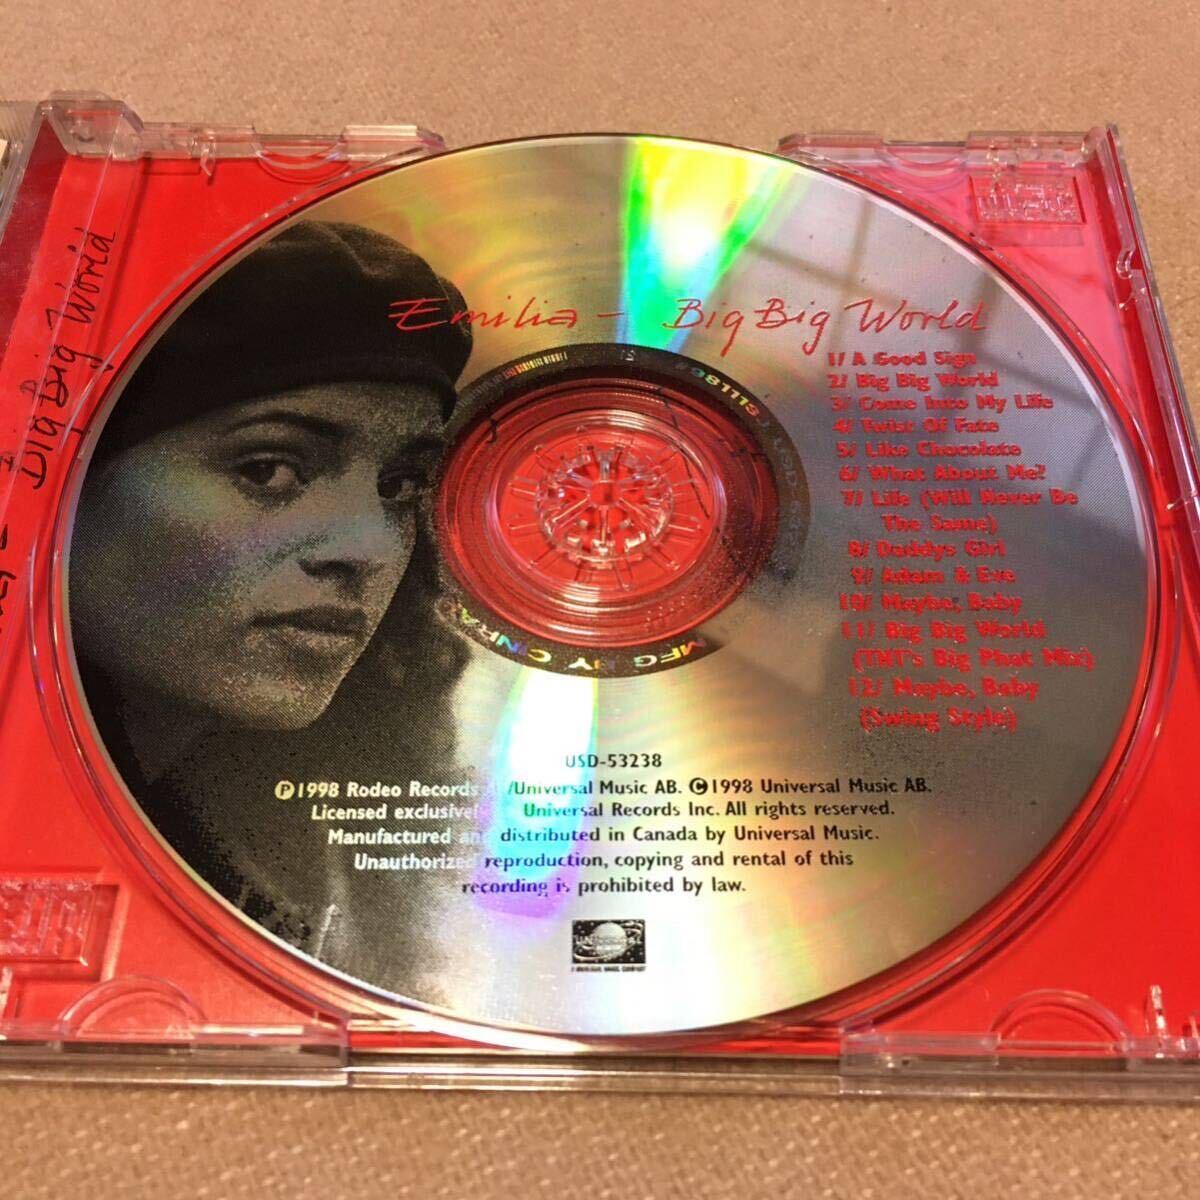 Big Big World
Emilia - Big Big World
1/ A Good Sign
2/ Big Big World
3/ Come Into My Life
4/ Twist Of Fate
5/ Like Chocolate
6/ What About Me?
7/ Life (Will Never Be
The Same)
8/ Daddys Girl
9/ Adam & Eve
10/ Maybe, Baby
11/ Big Big World
(TNT's Big Phat Mix)
12/ Maybe, Baby
(Swing Style)
MFG BY CINRAM
USD-53238
Ⓟ1998 Rodeo Records /Universal Music AB. ©1998 Universal Music AB.
Licensed exclusively Universal Records Inc. All rights reserved.
Manufactured and distributed in Canada by Universal Music.
Unauthorized reproduction, copying and rental of this
recording is prohibited by law.
UNIVERSAL